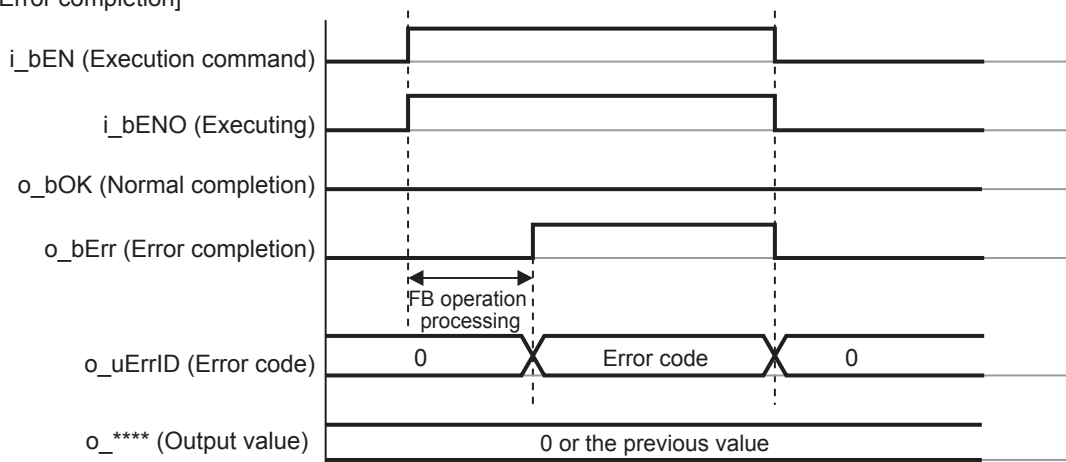 Error completion]
i_bEN (Execution command)
i_bENO (Executing)
o_bOK (Normal completion)
o_bErr (Error completion)
FB operation
processing
o_uErrID (Error code)
0
Error code
0
o_**** (Output value)
0 or the previous value